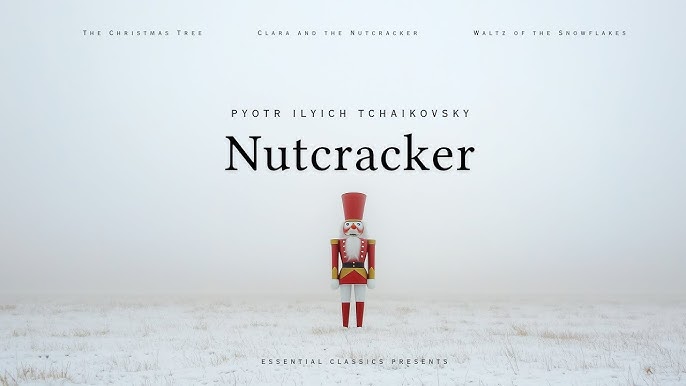 The Christmas Tree
Clara and the Nutcracker
Waltz of the Snowflakes
PYOTR ILYICH TCHAIKOVSKY
Nutcracker
ESSENTIAL CLASSICS PRESENTS